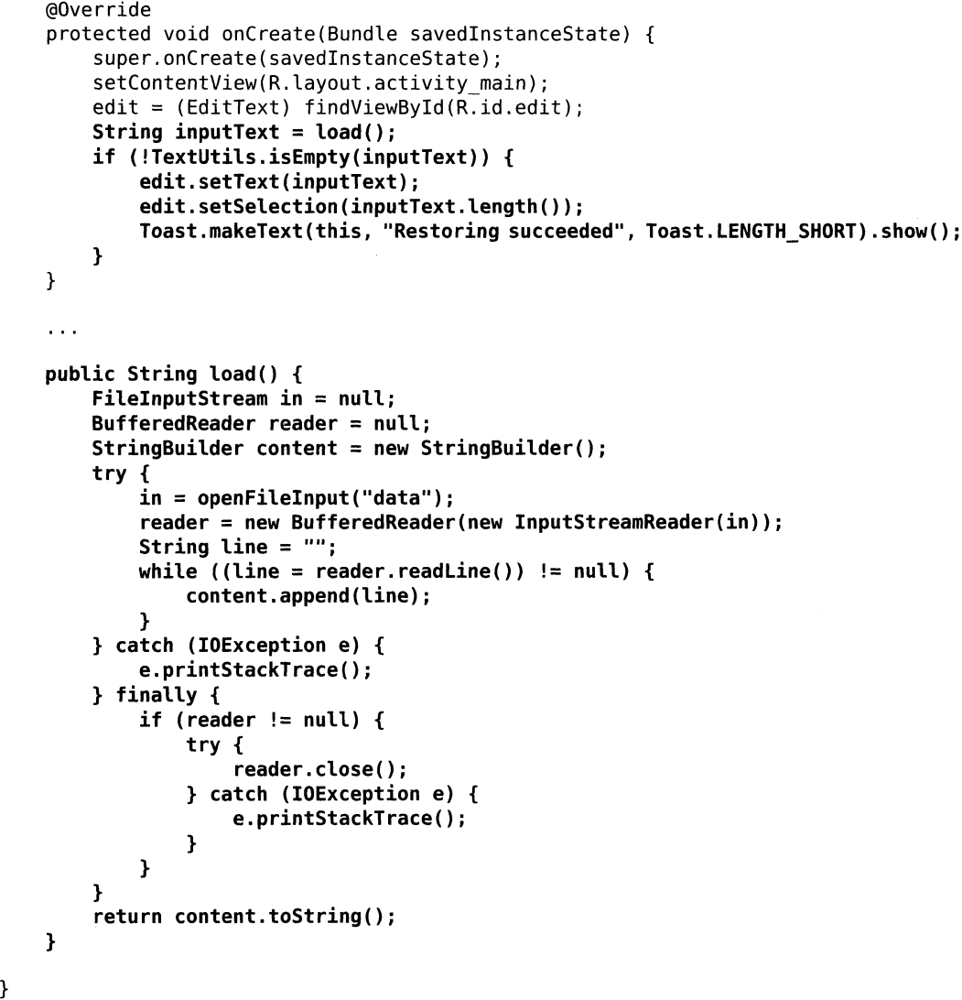 @Override
    protected void onCreate(Bundle savedInstanceState) {
        super.onCreate(savedInstanceState);
        setContentView(R.layout.activity_main);
        edit = (EditText) findViewById(R.id.edit);
        String inputText = load();
        if (!TextUtils.isEmpty(inputText)) {
            edit.setText(inputText);
            edit.setSelection(inputText.length());
            Toast.makeText(this, "Restoring succeeded", Toast.LENGTH_SHORT).show();
        }
    }

    ...

    public String load() {
        FileInputStream in = null;
        BufferedReader reader = null;
        StringBuilder content = new StringBuilder();
        try {
            in = openFileInput("data");
            reader = new BufferedReader(new InputStreamReader(in));
            String line = "";
            while ((line = reader.readLine()) != null) {
                content.append(line);
            }
        } catch (IOException e) {
            e.printStackTrace();
        } finally {
            if (reader != null) {
                try {
                    reader.close();
                } catch (IOException e) {
                    e.printStackTrace();
                }
            }
        }
        return content.toString();
    }

}